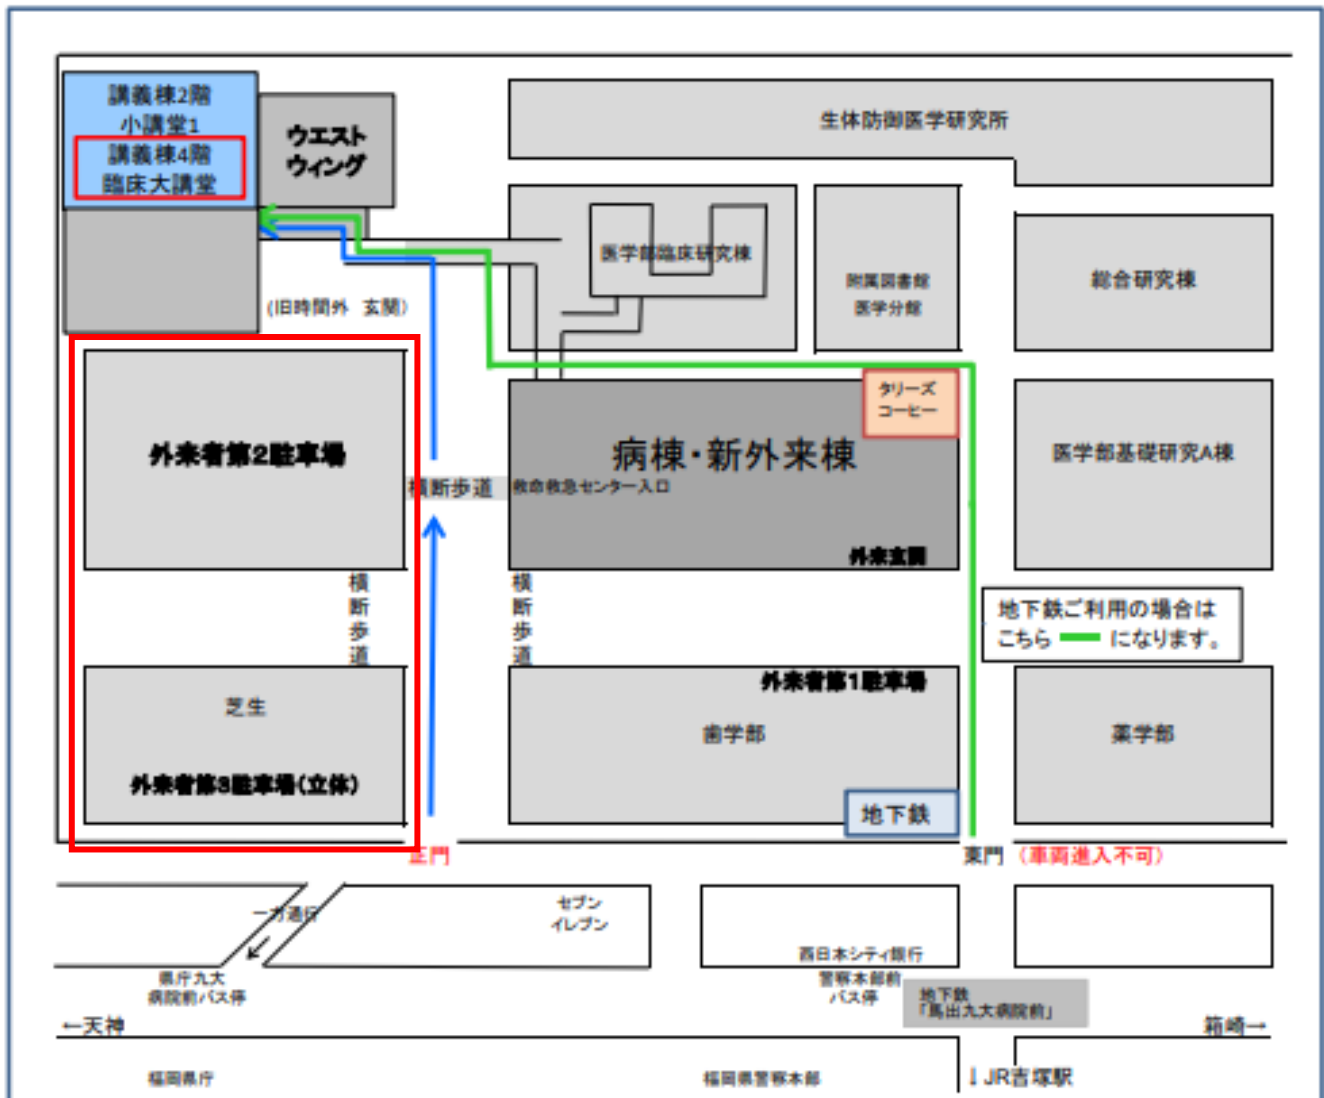 講義棟2階
小講堂1
講義棟4階
臨床大講堂
ウエスト
ウィング
生体防御医学研究所
医学部臨床研究棟
附属図書館
医学分館
総合研究棟
(旧時間外 玄関)
タリーズ
コーヒー
外来者第2駐車場
病棟・新外来棟
医学部基礎研究A棟
横断歩道
救命救急センター入口
外来玄関
横断歩道
横断歩道
地下鉄ご利用の場合は
こちら になります。
芝生
外来者第3駐車場(立体)
外来者第1駐車場
歯学部
薬学部
地下鉄
正門
東門 (車両進入不可)
一方通行
セブン
イレブン
西日本シティ銀行
県庁九大
病院前バス停
警察本部前
バス停
地下鉄
「馬出九大病院前」
←天神
箱崎→
福岡県庁
福岡県警察本部
↓JR吉塚駅